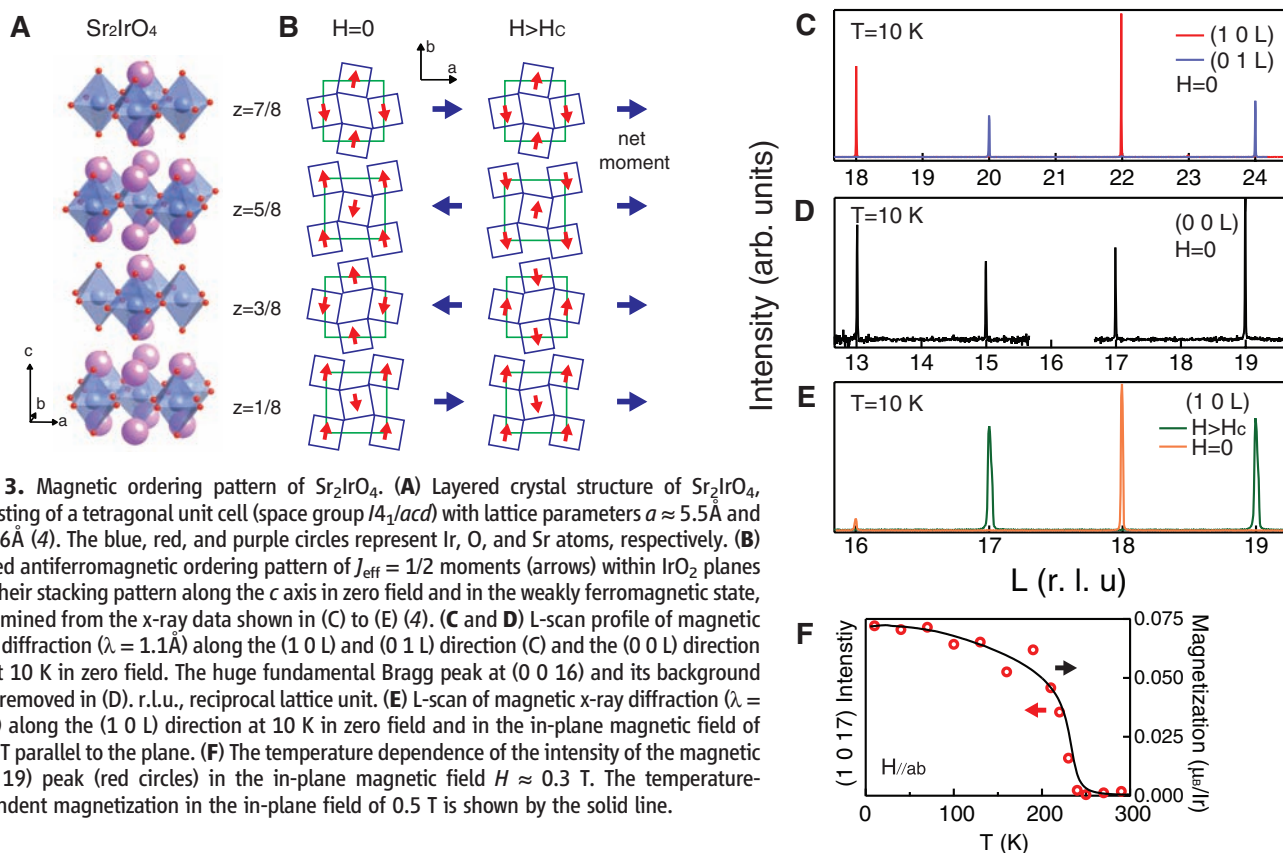 A
Sr₂IrO₄
c
b
a
B
H=0
H>HC
b
a
z=7/8
z=5/8
z=3/8
z=1/8
net
moment
Intensity (arb. units)
C
T=10 K
(1 0 L)
(0 1 L)
H=0
18 19 20 21 22 23 24
D
T=10 K
(0 0 L)
H=0
13 14 15 16 17 18 19
E
T=10 K
(1 0 L)
H>Hc
H=0
16 17 18 19
L (r. l. u)
F
(1 0 17) Intenstiy
H//ab
0 100 200 300
T (K)
0.075
0.050
0.025
0.000
Magnetization (μB/Ir)
3. Magnetic ordering pattern of Sr₂IrO₄. (A) Layered crystal structure of Sr₂IrO₄,
sting of a tetragonal unit cell (space group I4₁/acd) with lattice parameters a ≈ 5.5Å and
6Å (4). The blue, red, and purple circles represent Ir, O, and Sr atoms, respectively. (B)
ed antiferromagnetic ordering pattern of Jeff = 1/2 moments (arrows) within IrO₂ planes
heir stacking pattern along the c axis in zero field and in the weakly ferromagnetic state,
mined from the x-ray data shown in (C) to (E) (4). (C and D) L-scan profile of magnetic
diffraction (λ = 1.1Å) along the (1 0 L) and (0 1 L) direction (C) and the (0 0 L) direction
t 10 K in zero field. The huge fundamental Bragg peak at (0 0 16) and its background
removed in (D). r.l.u., reciprocal lattice unit. (E) L-scan of magnetic x-ray diffraction (λ =
) along the (1 0 L) direction at 10 K in zero field and in the in-plane magnetic field of
T parallel to the plane. (F) The temperature dependence of the intensity of the magnetic
19) peak (red circles) in the in-plane magnetic field H ≈ 0.3 T. The temperature-
ndent magnetization in the in-plane field of 0.5 T is shown by the solid line.